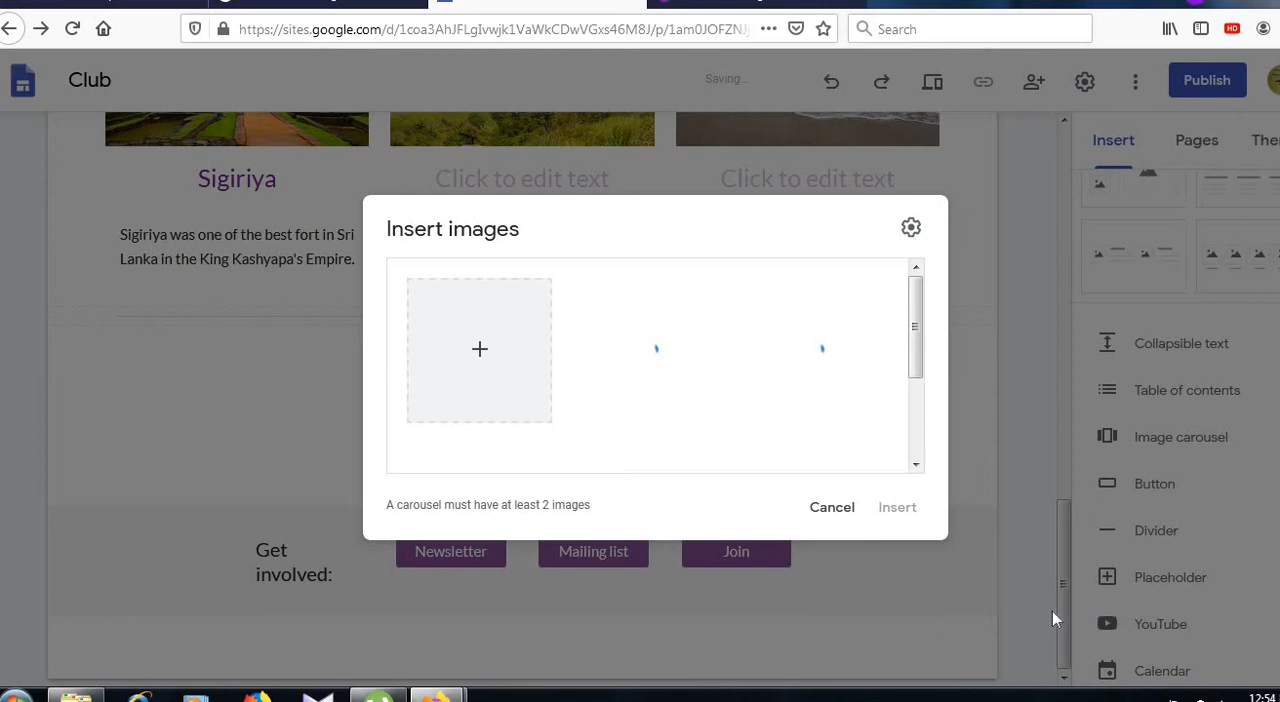 https://sites.google.com/d/1coa3AhJFLgIvwjk1VaWkCDwVGxs46M8J/p/1am0JOFZNJ
Search
HD
Club
Saving...
Publish
Insert
Pages
Sigiriya
Click to edit text
Click to edit text
Sigiriya was one of the best fort in Sri
Lanka in the King Kashyapa's Empire.
Insert images
+
A carousel must have at least 2 images
Cancel
Insert
Get
involved:
Newsletter
Mailing list
Join
Collapsible text
Table of contents
Image carousel
Button
Divider
Placeholder
YouTube
Calendar
12:54